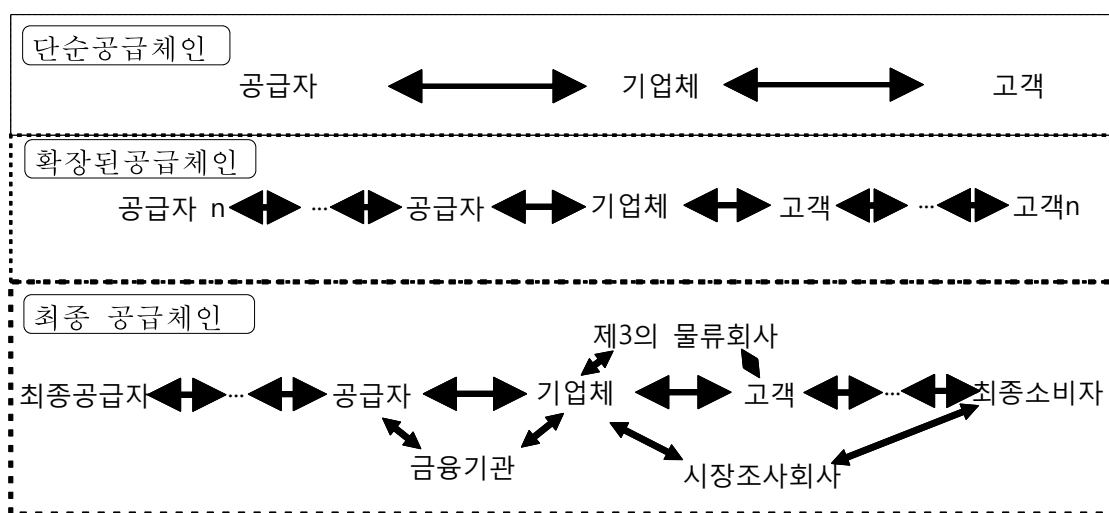 단순공급체인
공급자 기업체 고객
확장된공급체인
공급자 n ... 공급자 기업체 고객 ... 고객n
최종 공급체인
제3의 물류회사
최종공급자 ... 공급자 기업체 고객 ... 최종소비자
금융기관 시장조사회사